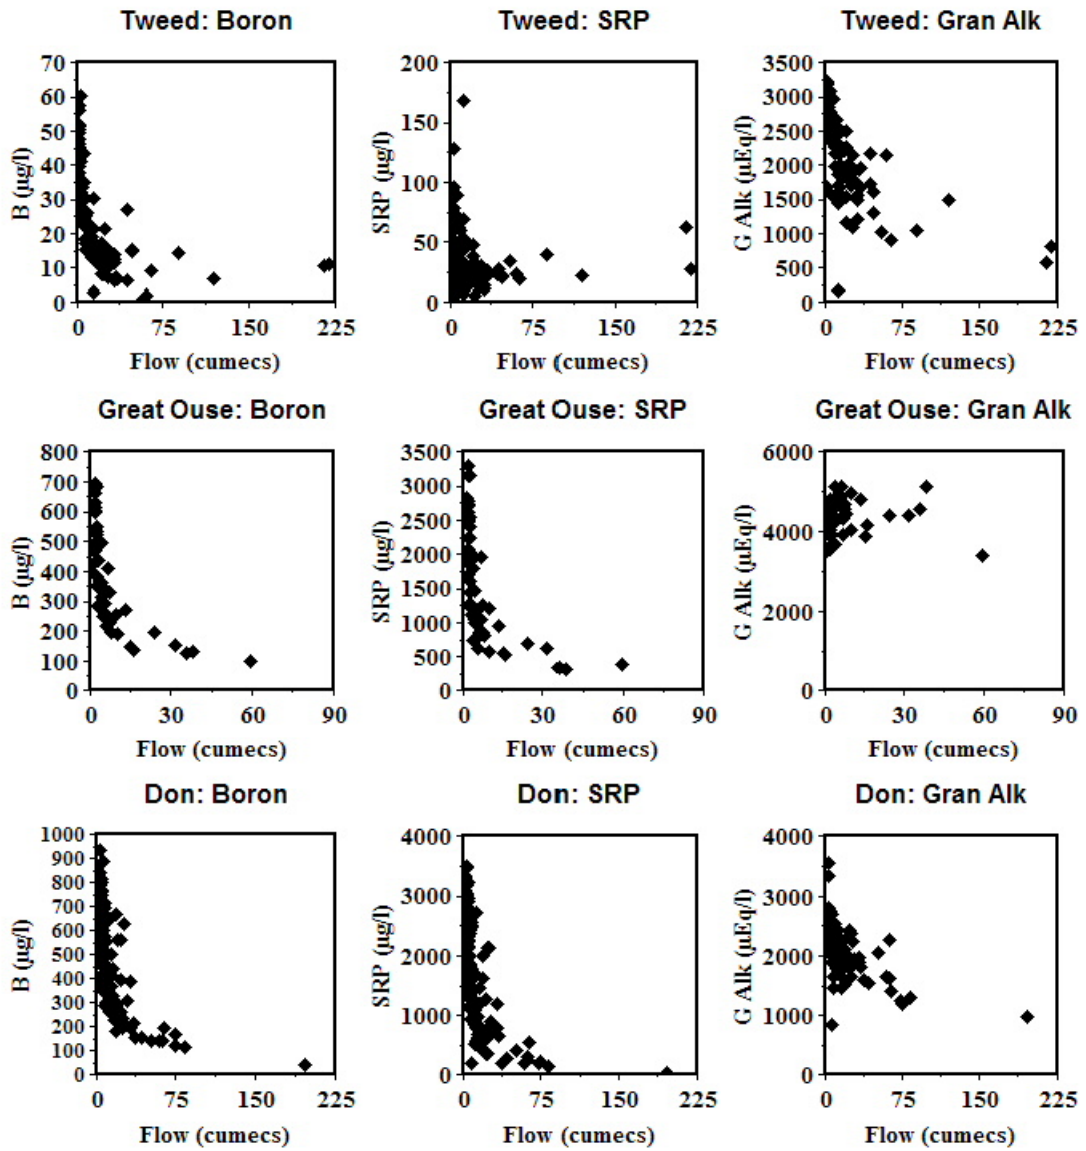 Tweed: Boron
Tweed: SRP
Tweed: Gran Alk
70
60
50
40
30
20
10
0
B (µg/l)
0 75 150 225
Flow (cumecs)
200
150
100
50
0
SRP (µg/l)
0 75 150 225
Flow (cumecs)
3500
3000
2500
2000
1500
1000
500
0
G Alk (µEq/l)
0 75 150 225
Flow (cumecs)
Great Ouse: Boron
Great Ouse: SRP
Great Ouse: Gran Alk
800
700
600
500
400
300
200
100
0
B (µg/l)
0 30 60 90
Flow (cumecs)
3500
3000
2500
2000
1500
1000
500
0
SRP (µg/l)
0 30 60 90
Flow (cumecs)
6000
4000
2000
0
G Alk (µEq/l)
0 30 60 90
Flow (cumecs)
Don: Boron
Don: SRP
Don: Gran Alk
1000
900
800
700
600
500
400
300
200
100
0
B (µg/l)
0 75 150 225
Flow (cumecs)
4000
3000
2000
1000
0
SRP (µg/l)
0 75 150 225
Flow (cumecs)
4000
3000
2000
1000
0
G Alk (µEq/l)
0 75 150 225
Flow (cumecs)